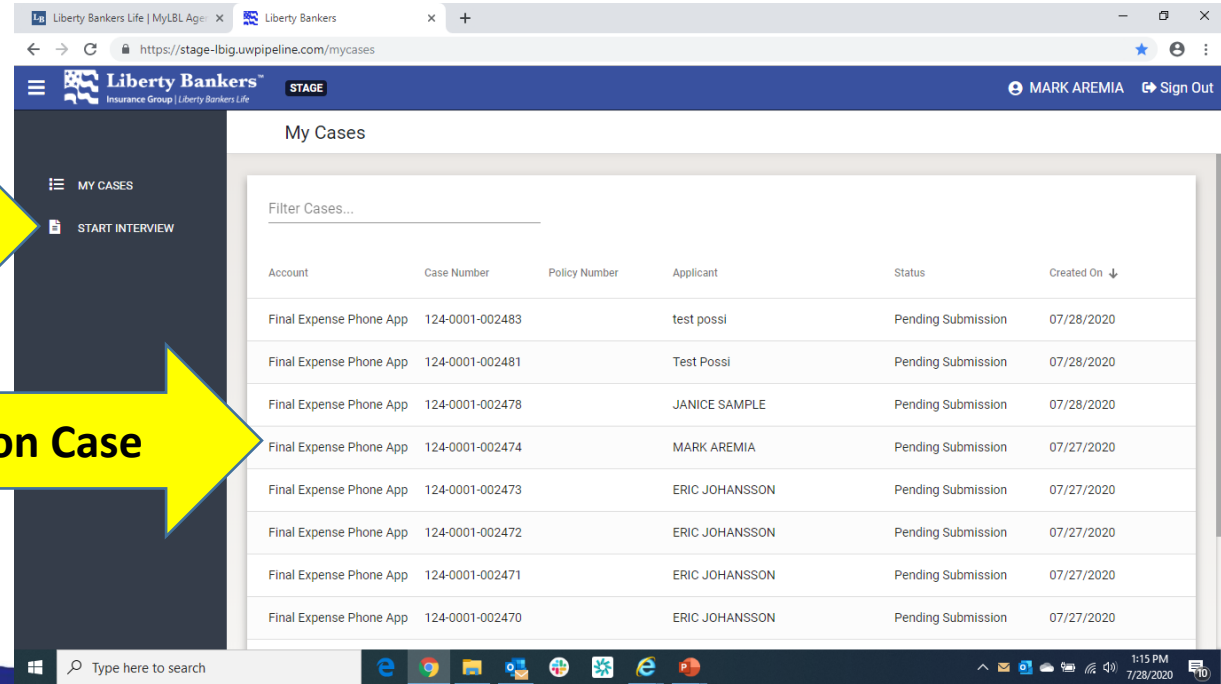 Liberty Bankers Life | MyLBL Age
Liberty Bankers
https://stage-lbig.uwpipeline.com/mycases
Liberty Bankers™
Insurance Group | Liberty Bankers Life
STAGE
MARK AREMIA
Sign Out
My Cases
MY CASES
START INTERVIEW
Filter Cases...
Account Case Number Policy Number Applicant Status Created On
Final Expense Phone App 124-0001-002483 test possi Pending Submission 07/28/2020
Final Expense Phone App 124-0001-002481 Test Possi Pending Submission 07/28/2020
Final Expense Phone App 124-0001-002478 JANICE SAMPLE Pending Submission 07/28/2020
on Case
Final Expense Phone App 124-0001-002474 MARK AREMIA Pending Submission 07/27/2020
Final Expense Phone App 124-0001-002473 ERIC JOHANSSON Pending Submission 07/27/2020
Final Expense Phone App 124-0001-002472 ERIC JOHANSSON Pending Submission 07/27/2020
Final Expense Phone App 124-0001-002471 ERIC JOHANSSON Pending Submission 07/27/2020
Final Expense Phone App 124-0001-002470 ERIC JOHANSSON Pending Submission 07/27/2020
Type here to search
1:15 PM
7/28/2020